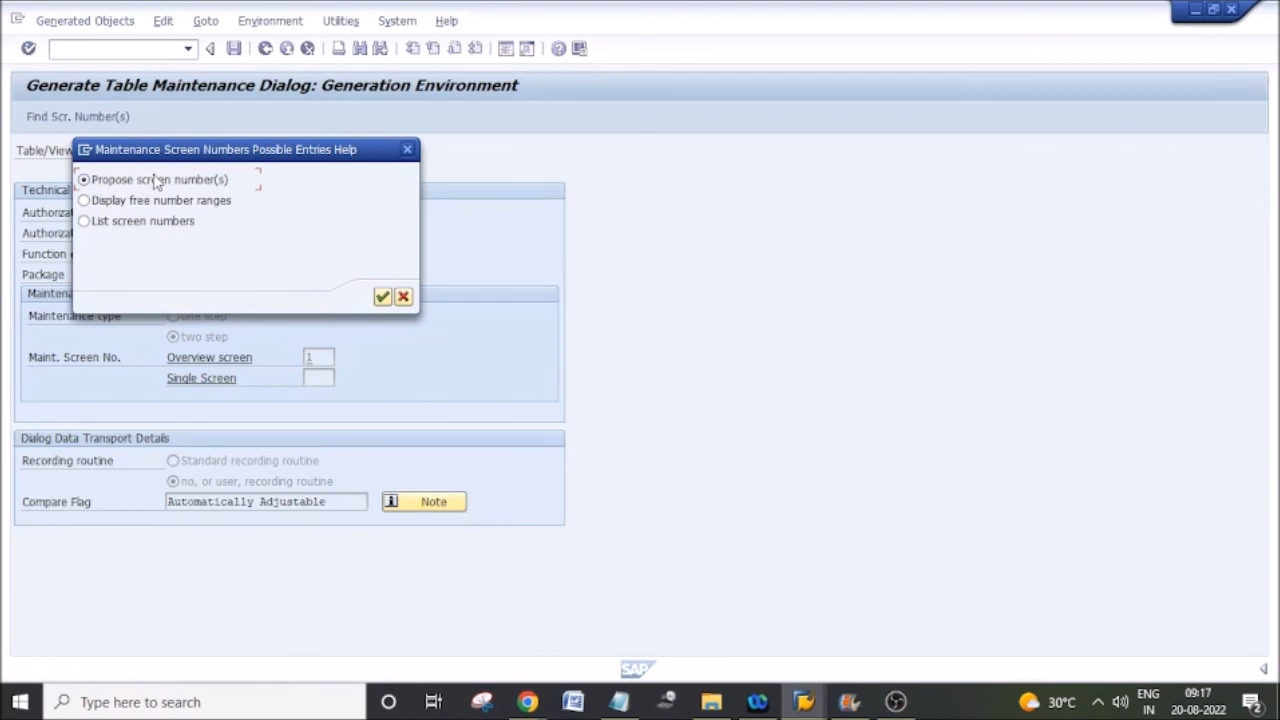 Generated Objects Edit Goto Environment Utilities System Help
Generate Table Maintenance Dialog: Generation Environment
Find Scr. Number(s)
Table/View
Maintenance Screen Numbers Possible Entries Help
Propose screen number(s)
Display free number ranges
List screen numbers
Technical
Authoriza
Authoriza
Function
Package
Maintena
Maintenance type one step
two step
Maint. Screen No. Overview screen 1
Single Screen
Dialog Data Transport Details
Recording routine Standard recording routine
no, or user, recording routine
Compare Flag Automatically Adjustable Note
SAP
Type here to search 30°C ENG IN 09:17 20-08-2022 2